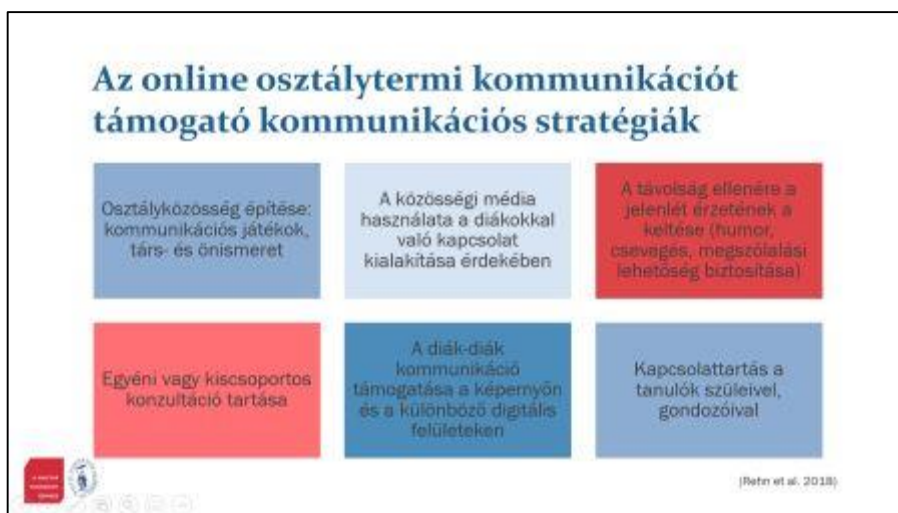 Az online osztálytermi kommunikációt
támogató kommunikációs stratégiák
Osztályközösség építése:
kommunikációs játékok,
társ- és önismeret
A közösségi média
használata a diákokkal
való kapcsolat
kialakítása érdekében
A távolság ellenére a
jelenlét érzetének a
keltése (humor,
csevegés, megszólalási
lehetőség biztosítása)
Egyéni vagy kiscsoportos
konzultáció tartása
A diák-diák
kommunikáció
támogatása a képernyőn
és a különböző digitális
felületeken
Kapcsolattartás a
tanulók szüleivel,
gondozóival
(Rehn et al. 2018)